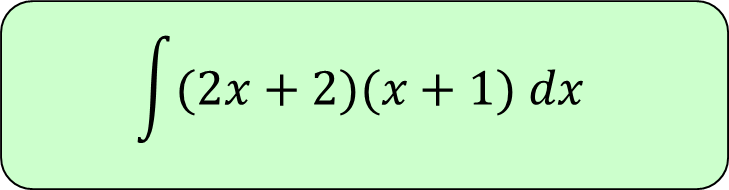 ∫(2x + 2)(x + 1) dx